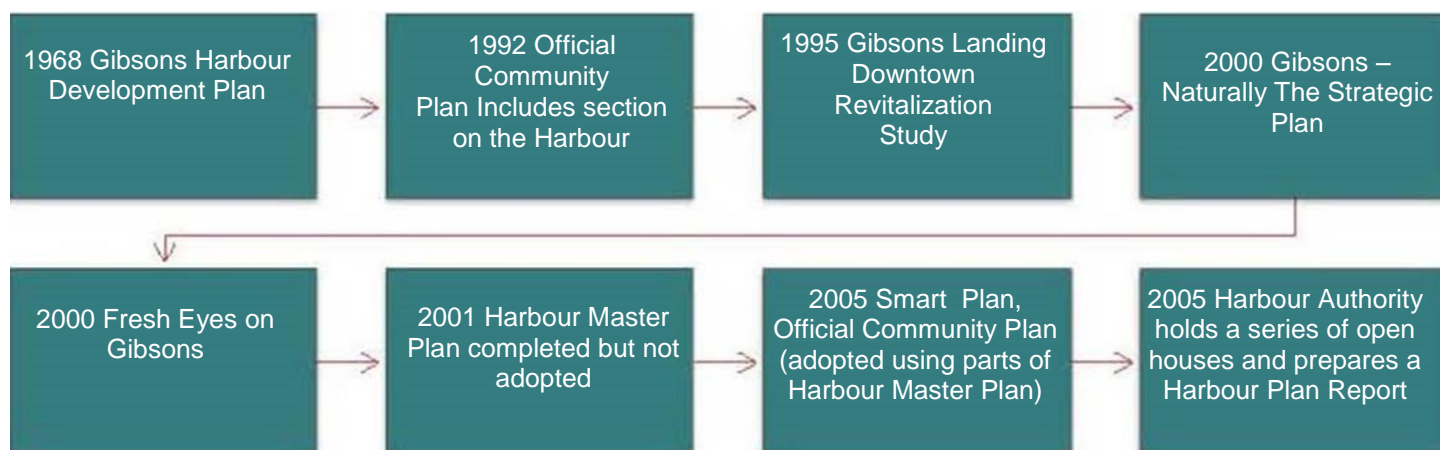 1968 Gibsons Harbour
Development Plan
1992 Official
Community
Plan Includes section
on the Harbour
1995 Gibsons Landing
Downtown
Revitalization
Study
2000 Gibsons –
Naturally The Strategic
Plan
2000 Fresh Eyes on
Gibsons
2001 Harbour Master
Plan completed but not
adopted
2005 Smart Plan,
Official Community Plan
(adopted using parts of
Harbour Master Plan)
2005 Harbour Authority
holds a series of open
houses and prepares a
Harbour Plan Report